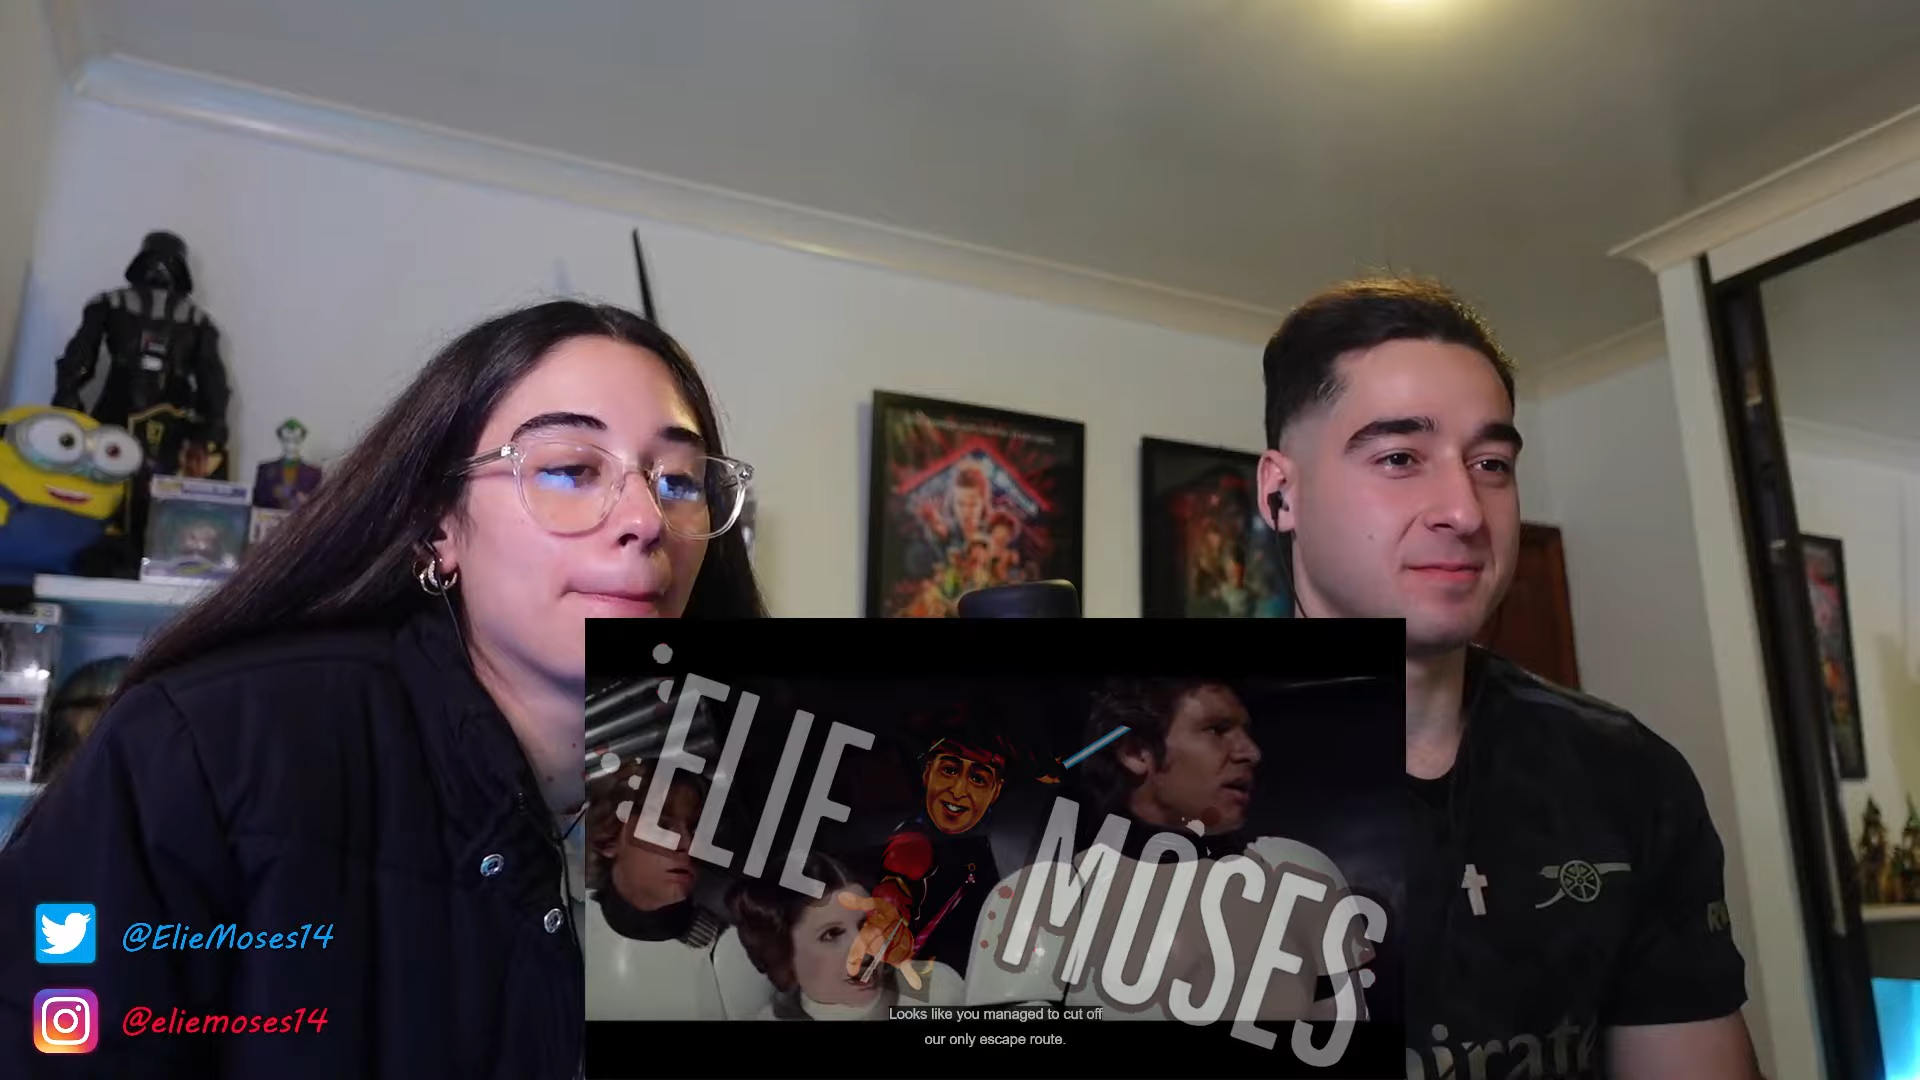 ELIE
MOSES
@ElieMoses14
Looks like you managed to cut off
our only escape route.
@eliemoses14